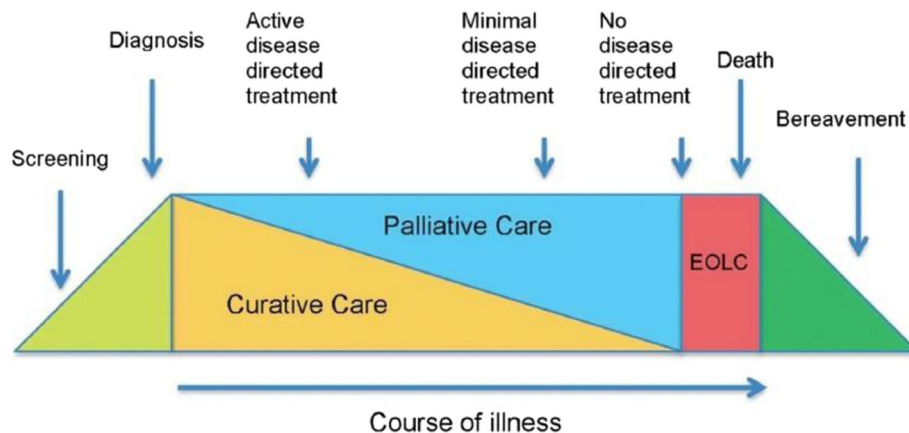 Screening
Diagnosis
Active
disease
directed
treatment
Minimal
disease
directed
treatment
No
disease
directed
treatment
Death
Bereavement
Palliative Care
Curative Care
EOLC
Course of illness